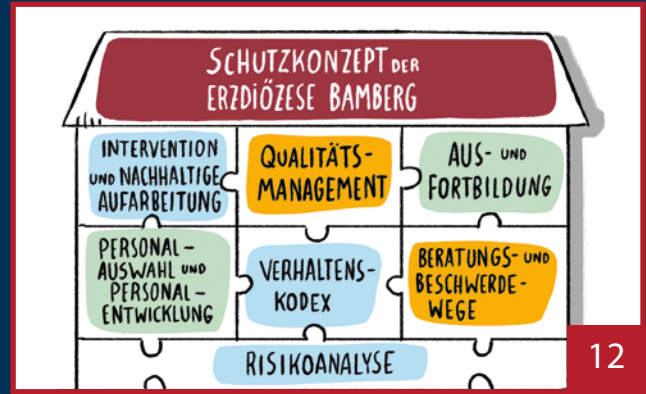 SCHUTZKONZEPT DER
ERZDIÖZESE BAMBERG
INTERVENTION
UND NACHHALTIGE
AUFARBEITUNG
QUALITÄTS-
MANAGEMENT
AUS- UND
FORTBILDUNG
PERSONAL-
AUSWAHL UND
PERSONAL-
ENTWICKLUNG
VERHALTENS-
KODEX
BERATUNGS- UND
BESCHWERDE-
WEGE
RISIKOANALYSE
12